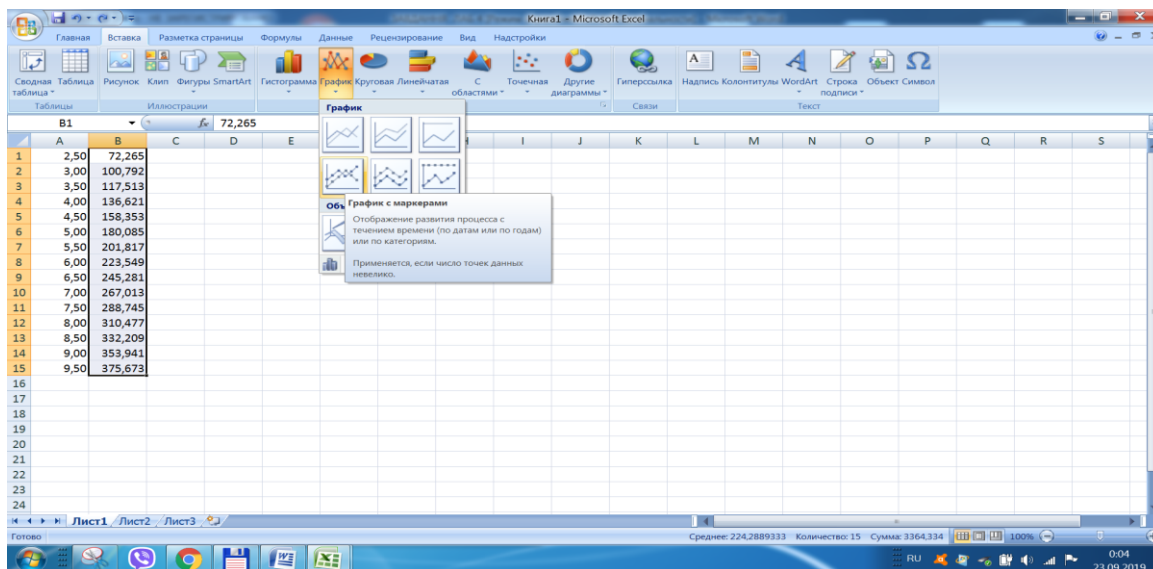 Книга1 - Microsoft Excel
Главная Вставка Разметка страницы Формулы Данные Рецензирование Вид Надстройки
Сводная таблица Таблица Рисунок Клип Фигуры SmartArt Гистограмма График Круговая Линейчатая С областями Точечная Другие диаграммы Гиперссылка Надпись Колонтитулы WordArt Строка подписи Объект Символ
Таблицы Иллюстрации Связи Текст
B1 fx 72,265
График
График с маркерами
Отображение развития процесса с
течением времени (по датам или по годам)
или по категориям.
Применяется, если число точек данных
невелико.
A B C D E I J K L M N O P Q R S
1 2,50 72,265
2 3,00 100,792
3 3,50 117,513
4 4,00 136,621
5 4,50 158,353
6 5,00 180,085
7 5,50 201,817
8 6,00 223,549
9 6,50 245,281
10 7,00 267,013
11 7,50 288,745
12 8,00 310,477
13 8,50 332,209
14 9,00 353,941
15 9,50 375,673
16
17
18
19
20
21
22
23
24
Лист1 Лист2 Лист3
Готово Среднее: 224,2889333 Количество: 15 Сумма: 3364,334 100%
RU 0:04
23.09.2019